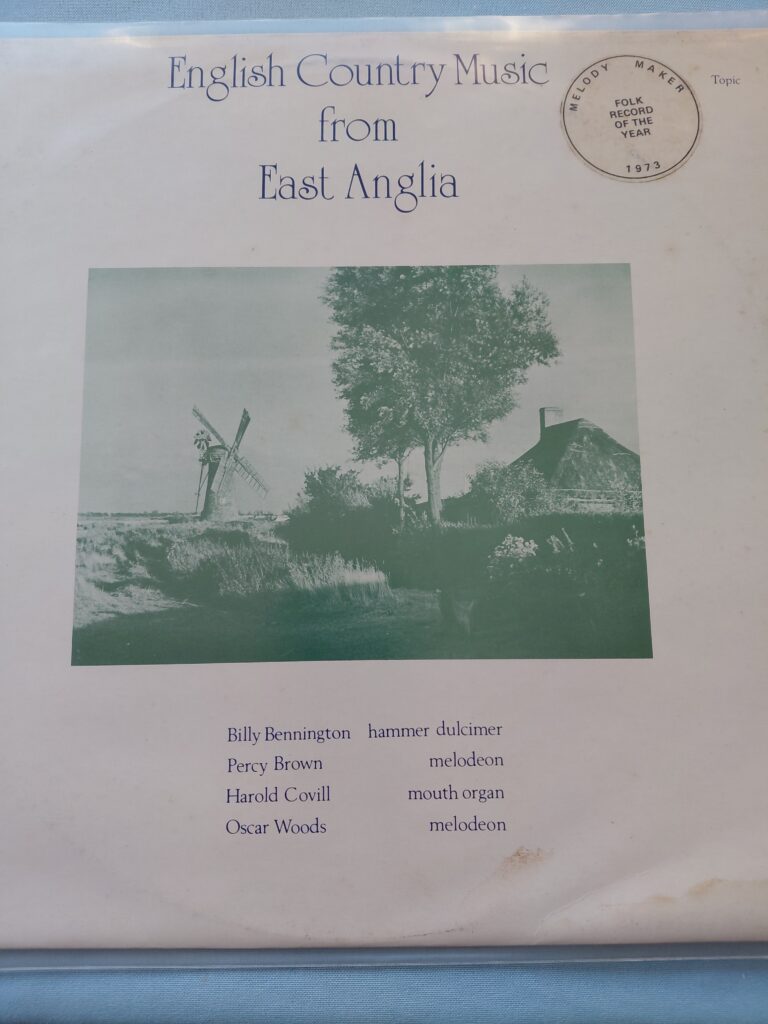 English Country Music
from
East Anglia
MELODY MAKER
FOLK
RECORD
OF THE
YEAR
1973
Topic
Billy Bennington hammer dulcimer
Percy Brown melodeon
Harold Covill mouth organ
Oscar Woods melodeon